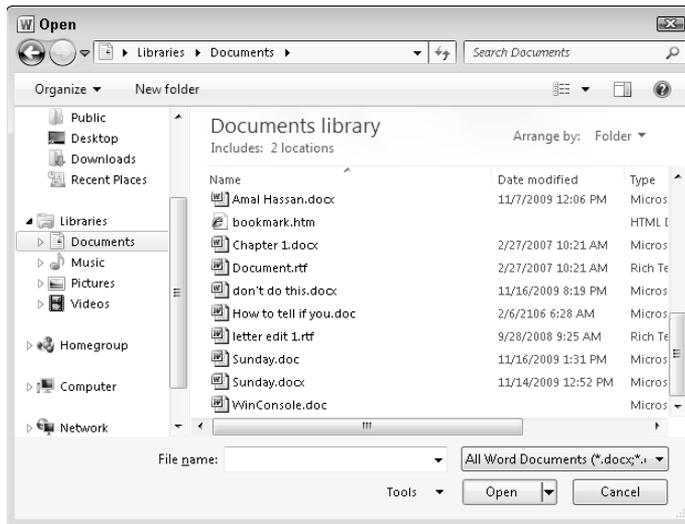 Open
Libraries Documents
Search Documents
Organize New folder
Public
Desktop
Downloads
Recent Places
Libraries
Documents
Music
Pictures
Videos
Homegroup
Computer
Network
Documents library
Includes: 2 locations
Arrange by: Folder
Name Date modified Type
Amal Hassan.docx 11/7/2009 12:06 PM Micros
bookmark.htm HTML D
Chapter 1.docx 2/27/2007 10:21 AM Micros
Document.rtf 2/27/2007 10:21 AM Rich Te
don't do this.docx 11/16/2009 8:19 PM Micros
How to tell if you.doc 2/6/2106 6:28 AM Micros
letter edit 1.rtf 9/28/2008 9:25 AM Rich Te
Sunday.doc 11/16/2009 1:31 PM Micros
Sunday.docx 11/14/2009 12:52 PM Micros
WinConsole.doc Micros
File name: All Word Documents (*.docx;*.
Tools Open Cancel